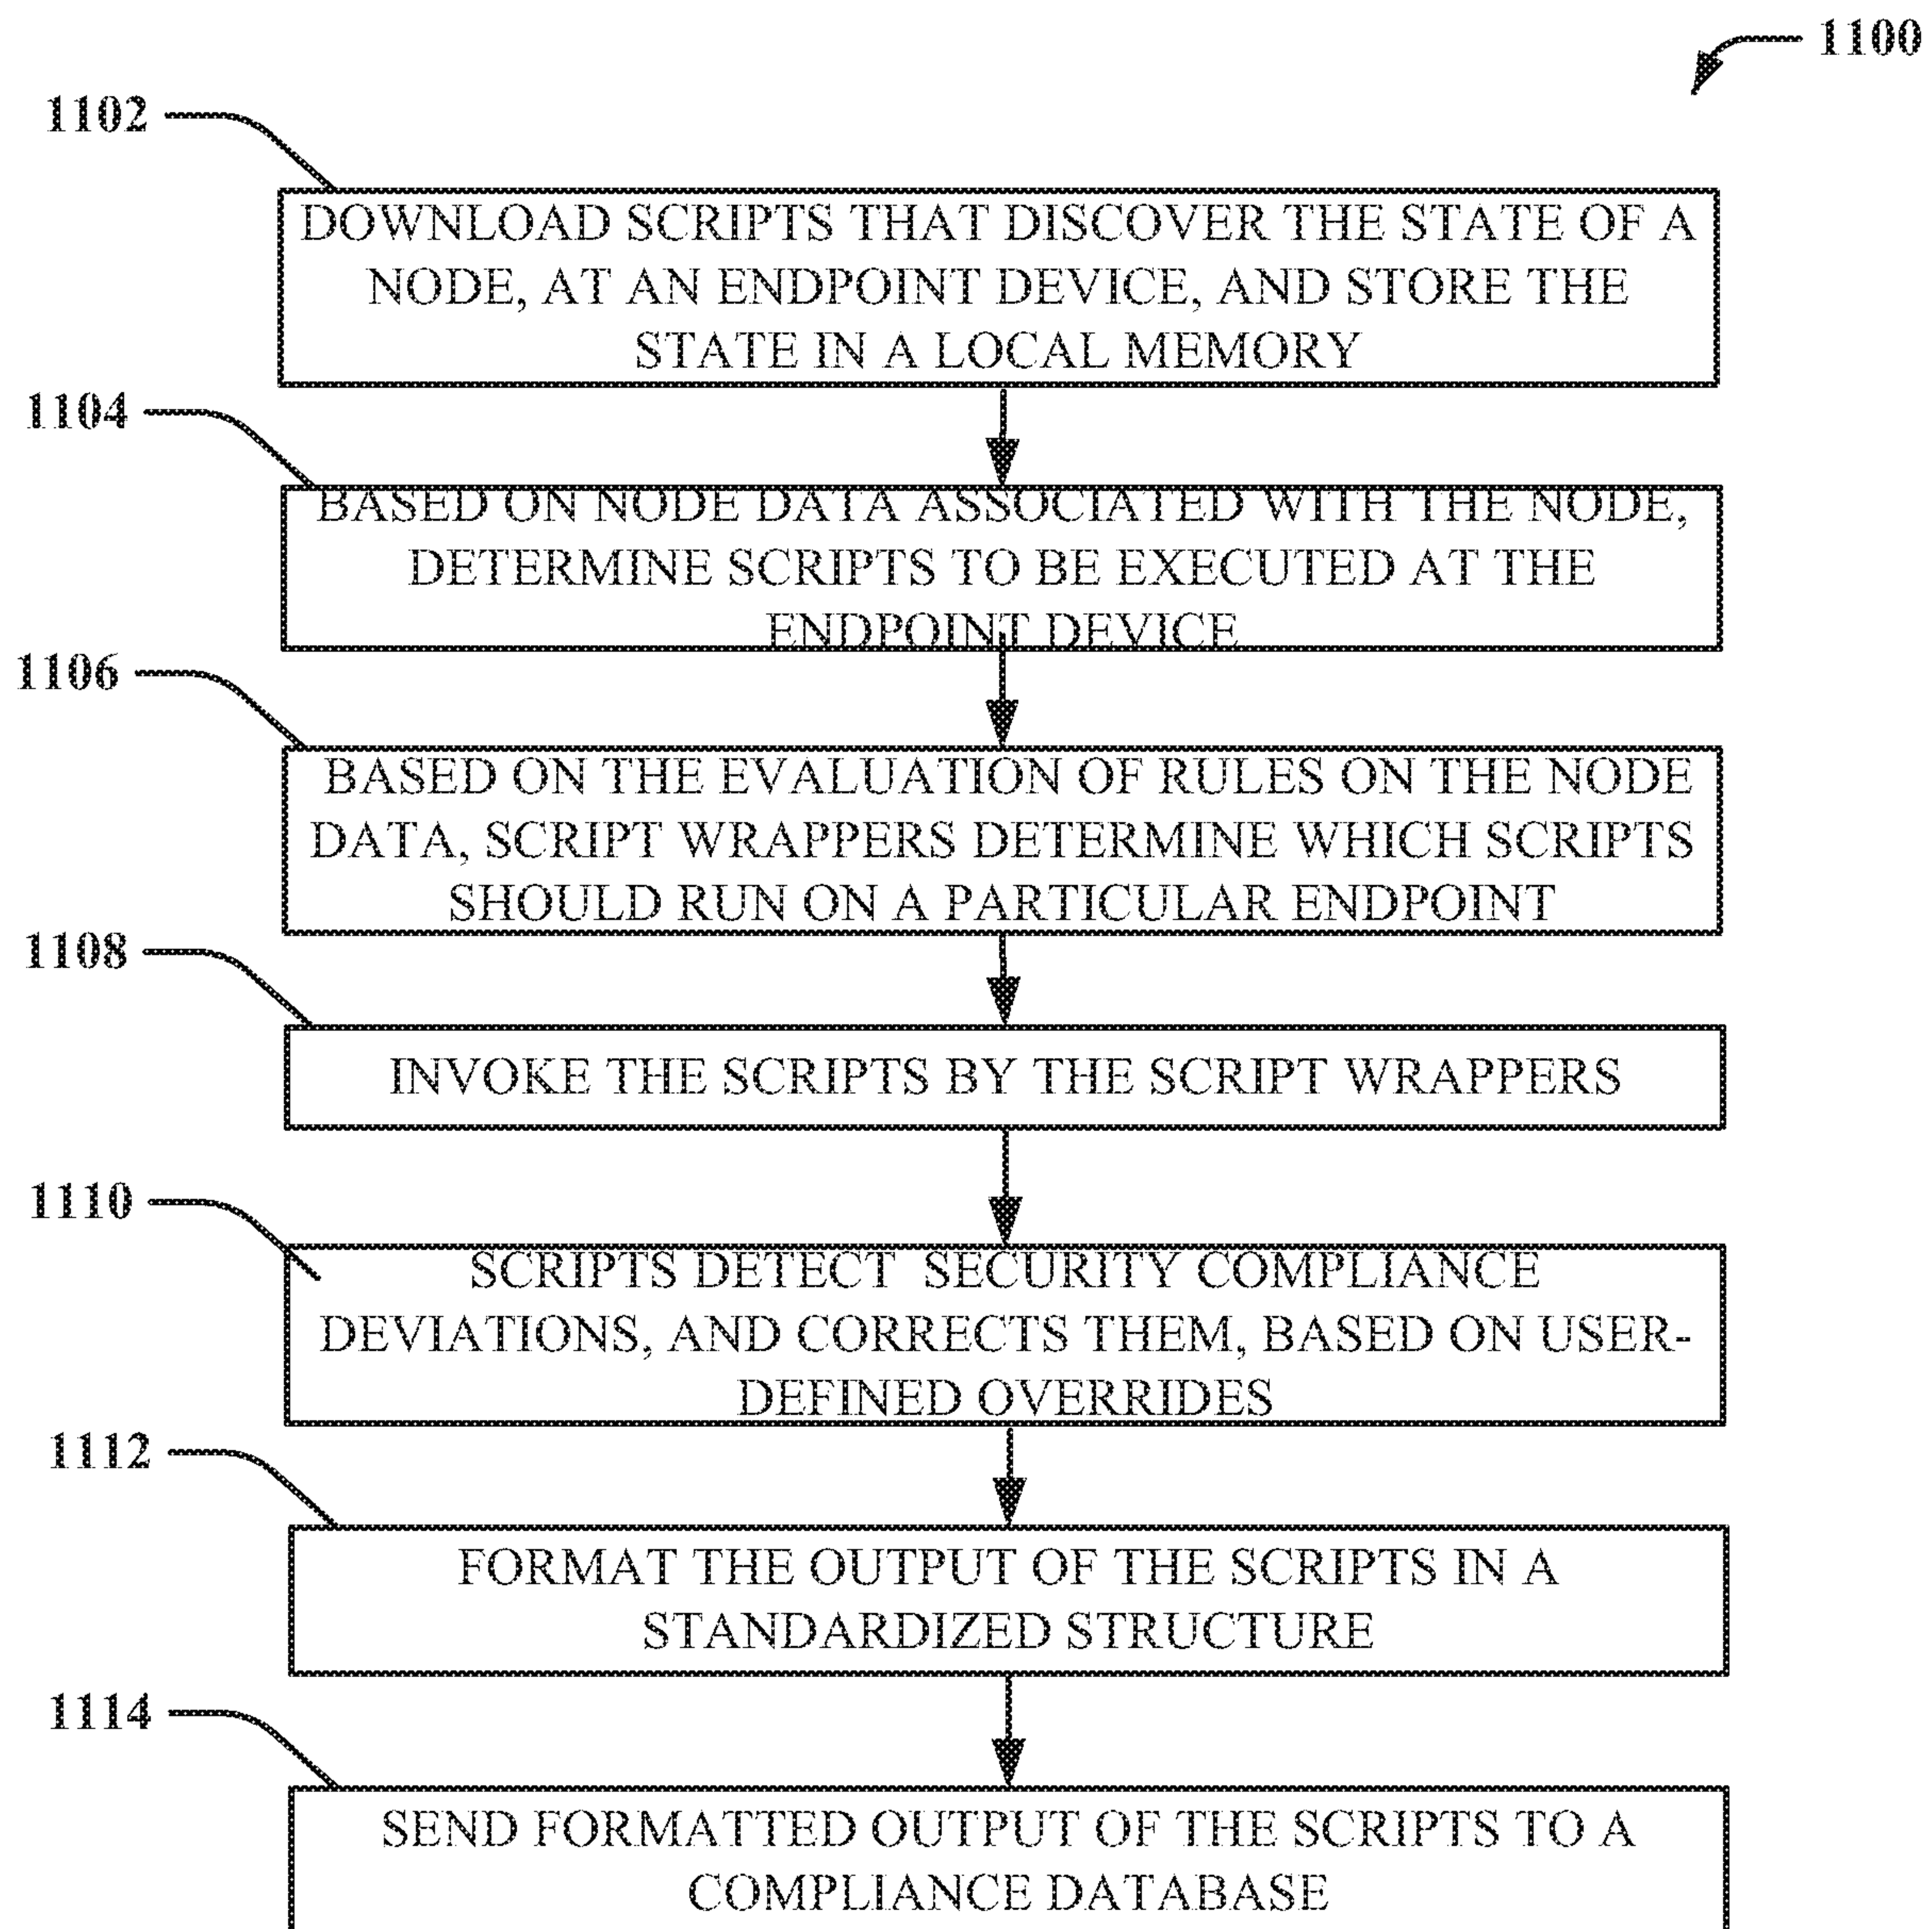 1100
1102
DOWNLOAD SCRIPTS THAT DISCOVER THE STATE OF A
NODE, AT AN ENDPOINT DEVICE, AND STORE THE
STATE IN A LOCAL MEMORY
1104
BASED ON NODE DATA ASSOCIATED WITH THE NODE,
DETERMINE SCRIPTS TO BE EXECUTED AT THE
ENDPOINT DEVICE
1106
BASED ON THE EVALUATION OF RULES ON THE NODE
DATA, SCRIPT WRAPPERS DETERMINE WHICH SCRIPTS
SHOULD RUN ON A PARTICULAR ENDPOINT
1108
INVOKE THE SCRIPTS BY THE SCRIPT WRAPPERS
1110
SCRIPTS DETECT SECURITY COMPLIANCE
DEVIATIONS, AND CORRECTS THEM, BASED ON USER-
DEFINED OVERRIDES
1112
FORMAT THE OUTPUT OF THE SCRIPTS IN A
STANDARDIZED STRUCTURE
1114
SEND FORMATTED OUTPUT OF THE SCRIPTS TO A
COMPLIANCE DATABASE